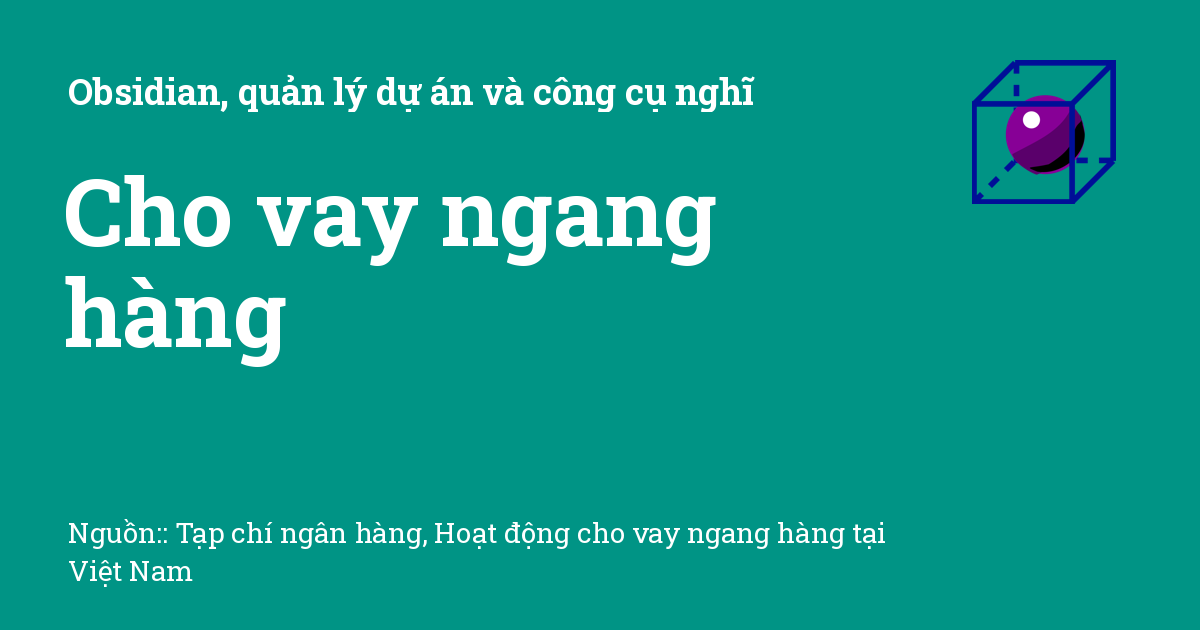 Obsidian, quản lý dự án và công cụ nghĩ
Cho vay ngang
hàng
Nguồn:: Tạp chí ngân hàng, Hoạt động cho vay ngang hàng tại
Việt Nam